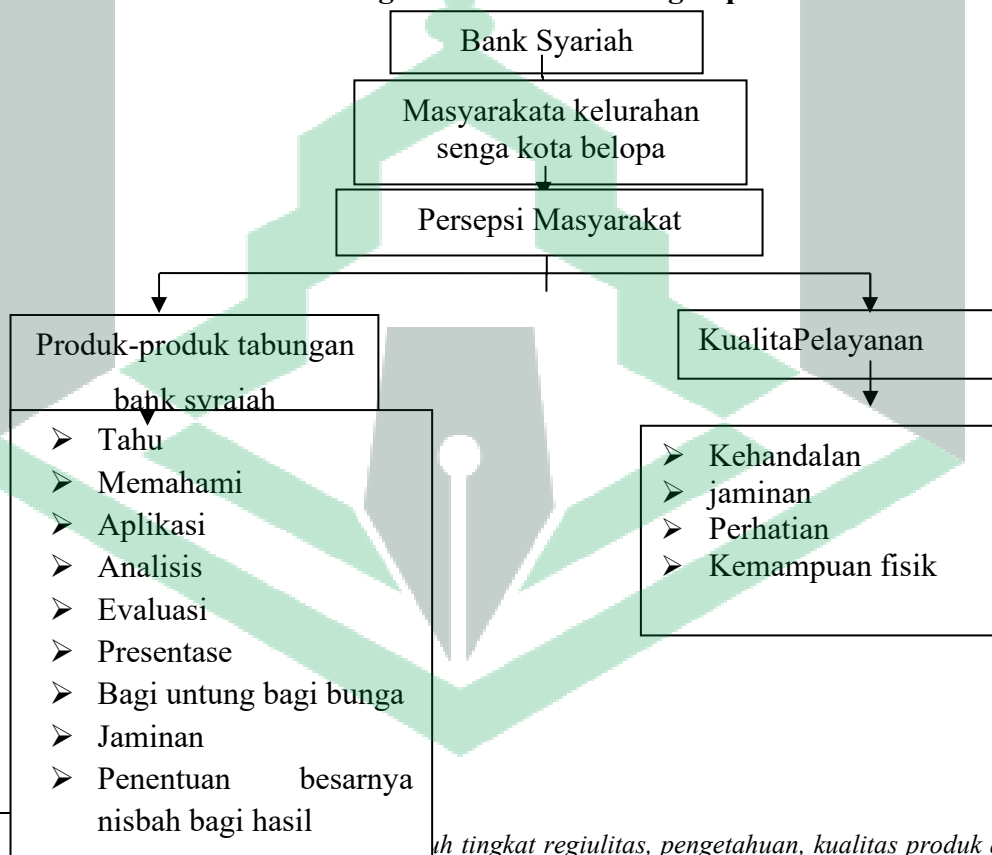 Bank Syariah
Masyarakata kelurahan
senga kota belopa
Persepsi Masyarakat
Produk-produk tabungan
bank syraiah
➢ Tahu
➢ Memahami
➢ Aplikasi
➢ Analisis
➢ Evaluasi
➢ Presentase
➢ Bagi untung bagi bunga
➢ Jaminan
➢ Penentuan besarnya
nisbah bagi hasil
KualitaPelayanan
➢ Kehandalan
➢ jaminan
➢ Perhatian
➢ Kemampuan fisik
tingkat regiulitas, pengetahuan, kualitas produk